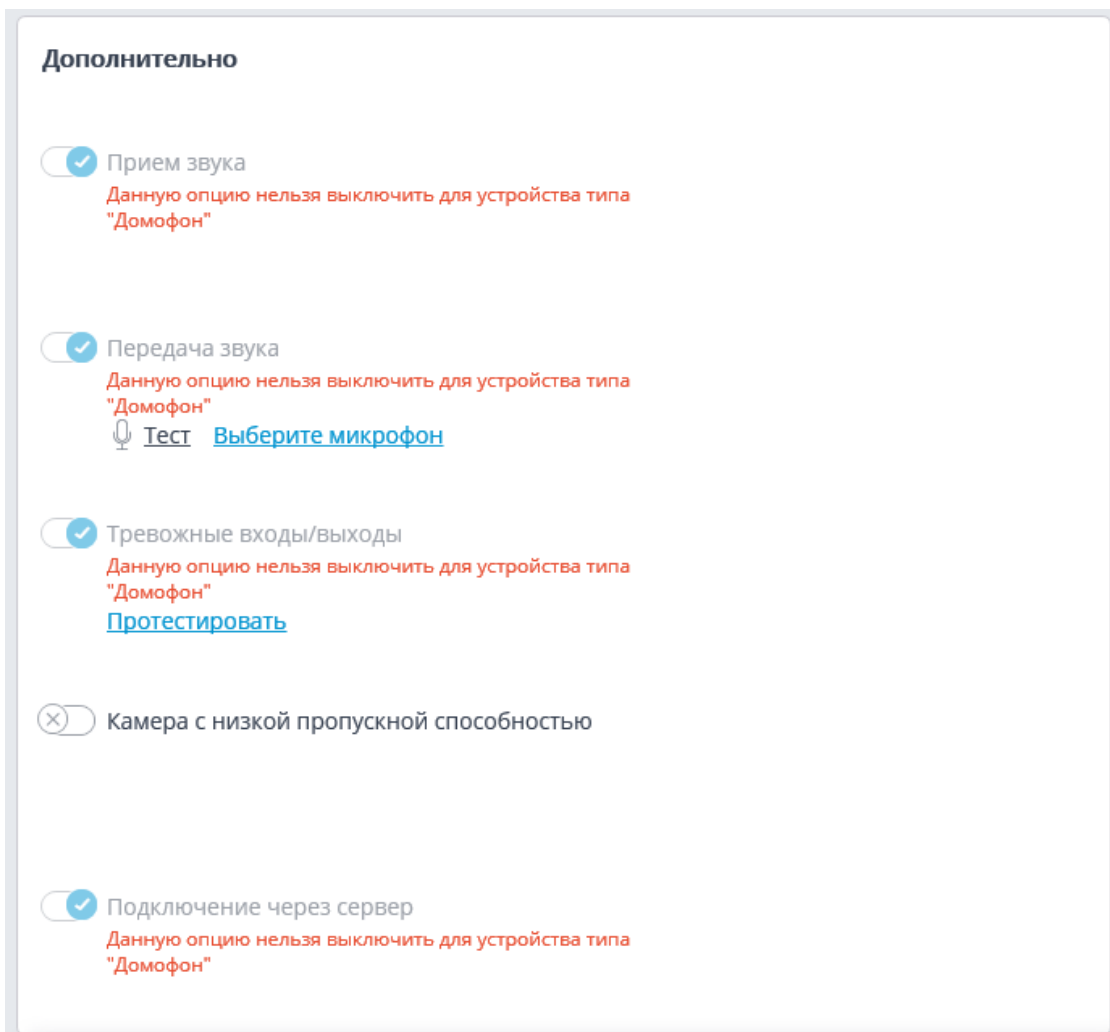 Дополнительно
Прием звука
Данную опцию нельзя выключить для устройства типа
"Домофон"
Передача звука
Данную опцию нельзя выключить для устройства типа
"Домофон"
Тест Выберите микрофон
Тревожные входы/выходы
Данную опцию нельзя выключить для устройства типа
"Домофон"
Протестировать
Камера с низкой пропускной способностью
Подключение через сервер
Данную опцию нельзя выключить для устройства типа
"Домофон"